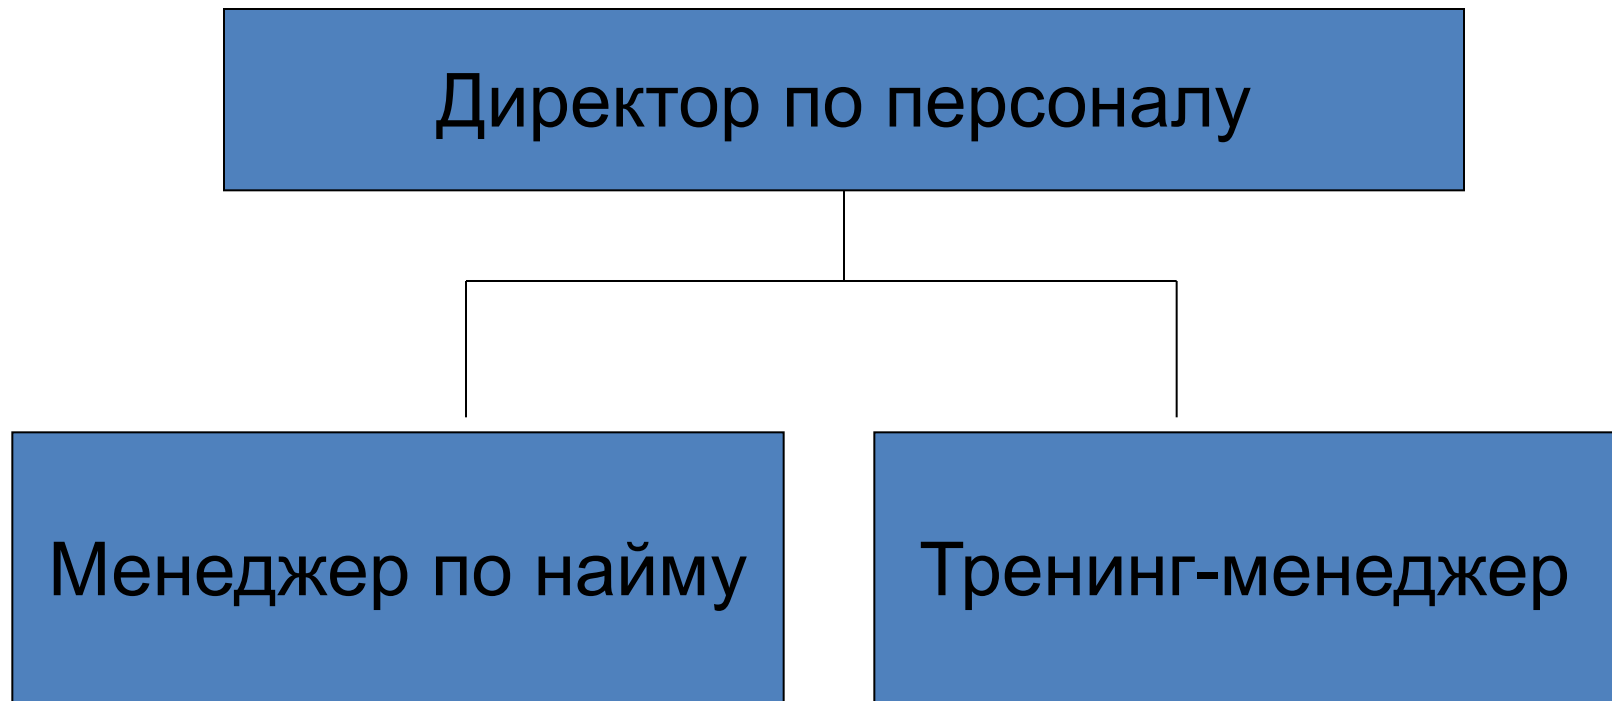 Директор по персоналу
Менеджер по найму
Тренинг-менеджер